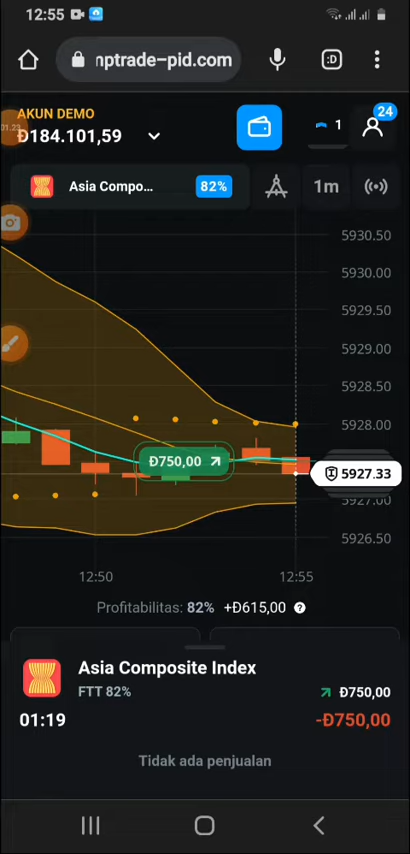 12:55
nptrade-pid.com
:D
AKUN DEMO
24
01:23
Đ184.101,59
1
Asia Compo...
82%
1m
5930.50
5930.00
5929.50
5929.00
5928.50
5928.00
Đ750,00
5927.33
5927.00
5926.50
12:50
12:55
Profitabilitas: 82% +Đ615,00 ?
Asia Composite Index
FTT 82%
Đ750,00
01:19
-Đ750,00
Tidak ada penjualan